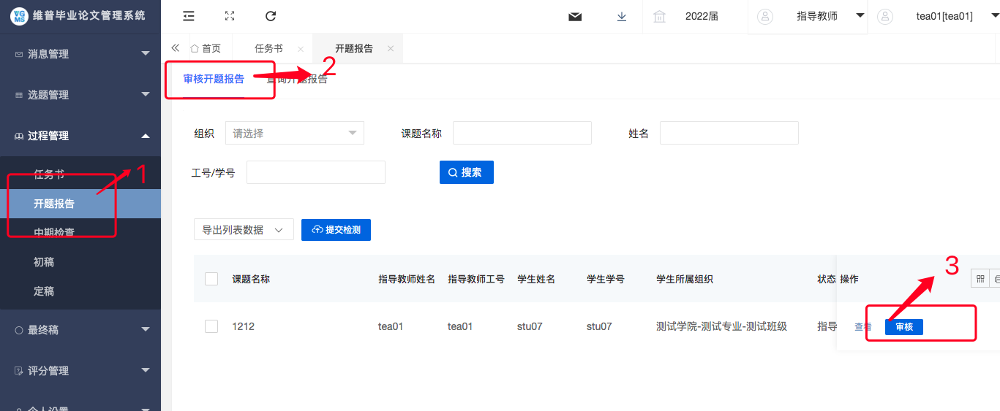 VG MS 维普毕业论文管理系统
2022届 指导教师 tea01[tea01]
首页 任务书 开题报告
消息管理
选题管理
过程管理
任务书
开题报告
中期检查
初稿
定稿
最终稿
评分管理
个人设置
1
审核开题报告 查询开题报告
2
组织 请选择 课题名称 姓名
工号/学号 搜索
导出列表数据 提交检测
课题名称 指导教师姓名 指导教师工号 学生姓名 学生学号 学生所属组织 状态 操作
3
1212 tea01 tea01 stu07 stu07 测试学院-测试专业-测试班级 指导 查看 审核